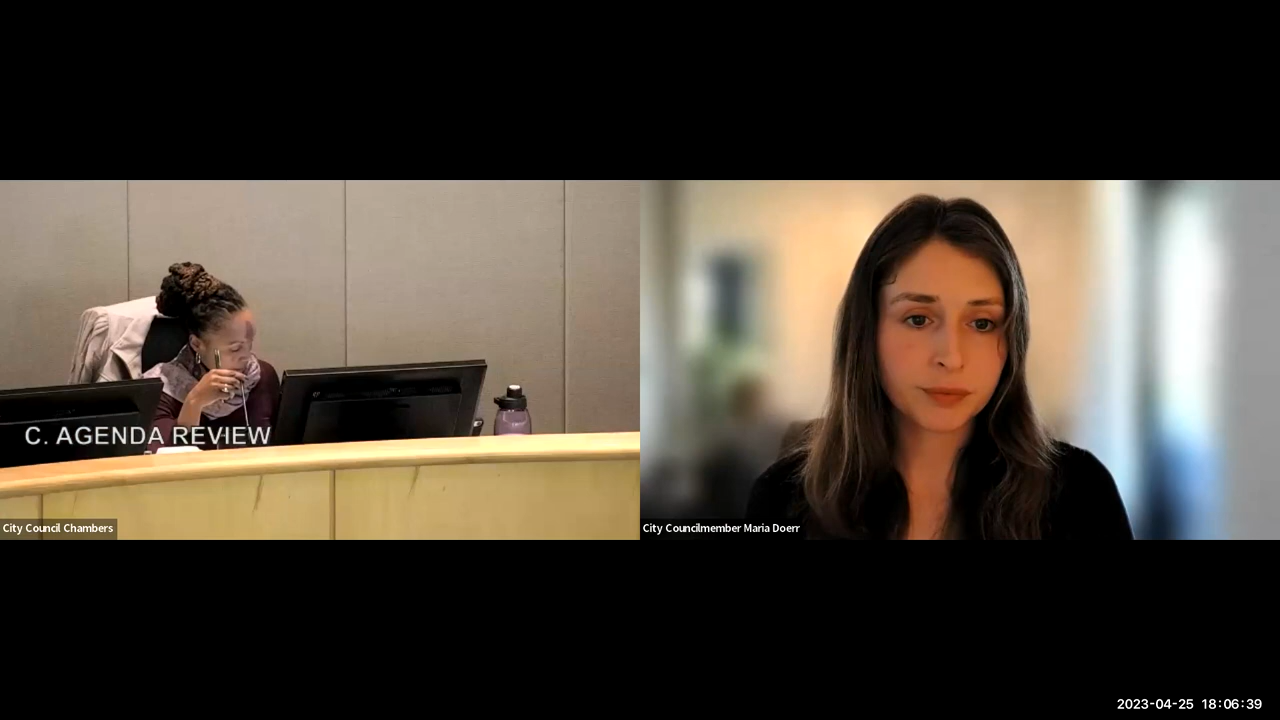 C. AGENDA REVIEW
City Council Chambers
City Councilmember Maria Doerr
2023-04-25 18:06:39